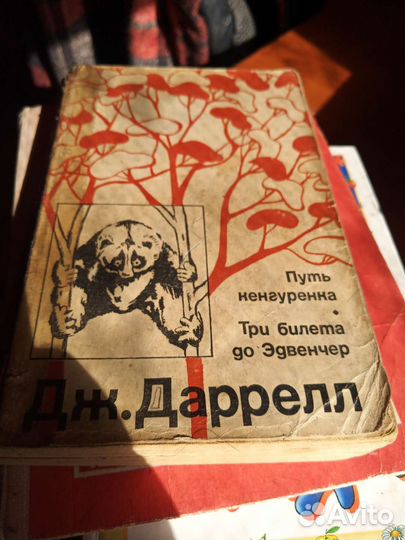 Путь
кенгуренка
•
Три билета
до Эдвенчер
Дж. Даррелл
Avito